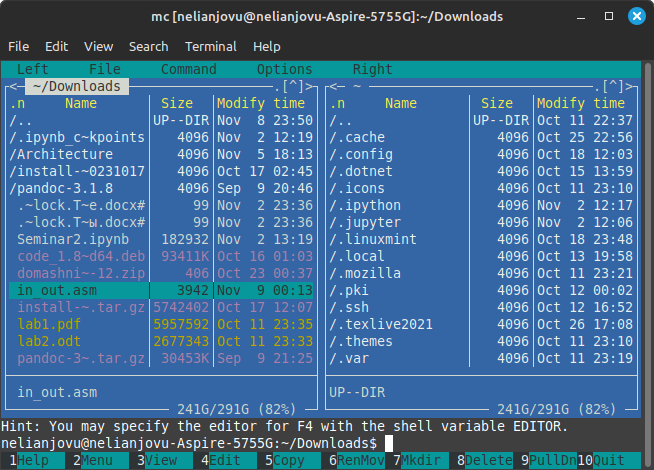 mc [nelianjovu@nelianjovu-Aspire-5755G]:~/Downloads
File Edit View Search Terminal Help
Left File Command Options Right
<─ ~/Downloads .[^]> <─ ~ .[^]>
.n Name Size Modify time .n Name Size Modify time
/.. UP--DIR Nov 8 23:50 /.. UP--DIR Oct 11 22:37
/.ipynb_c~kpoints 4096 Nov 2 12:19 /.cache 4096 Oct 25 22:56
/Architecture 4096 Nov 5 18:13 /.config 4096 Oct 18 12:03
/install-~0231017 4096 Oct 17 02:45 /.dotnet 4096 Oct 15 13:59
/pandoc-3.1.8 4096 Sep 9 20:46 /.icons 4096 Oct 11 23:10
.~lock.T~е.docx# 99 Nov 2 23:36 /.ipython 4096 Nov 2 12:17
.~lock.T~ы.docx# 99 Nov 2 23:36 /.jupyter 4096 Nov 2 12:06
Seminar2.ipynb 182932 Nov 2 13:19 /.linuxmint 4096 Oct 18 23:48
code_1.8~d64.deb 93411K Oct 16 01:03 /.local 4096 Oct 13 19:58
domashni~-12.zip 406 Oct 23 00:37 /.mozilla 4096 Oct 11 23:21
in_out.asm 3942 Nov 9 00:13 /.pki 4096 Oct 12 00:02
install-~.tar.gz 5742402 Oct 17 12:07 /.ssh 4096 Oct 12 16:52
lab1.pdf 5957592 Oct 11 23:35 /.texlive2021 4096 Oct 26 17:08
lab2.odt 2677343 Oct 11 23:33 /.themes 4096 Oct 11 23:10
pandoc-3~.tar.gz 30453K Sep 9 21:25 /.var 4096 Oct 11 23:19
in_out.asm UP--DIR
241G/291G (82%) 241G/291G (82%)
Hint: You may specify the editor for F4 with the shell variable EDITOR.
nelianjovu@nelianjovu-Aspire-5755G:~/Downloads$
1Help 2Menu 3View 4Edit 5Copy 6RenMov 7Mkdir 8Delete 9PullDn 10Quit